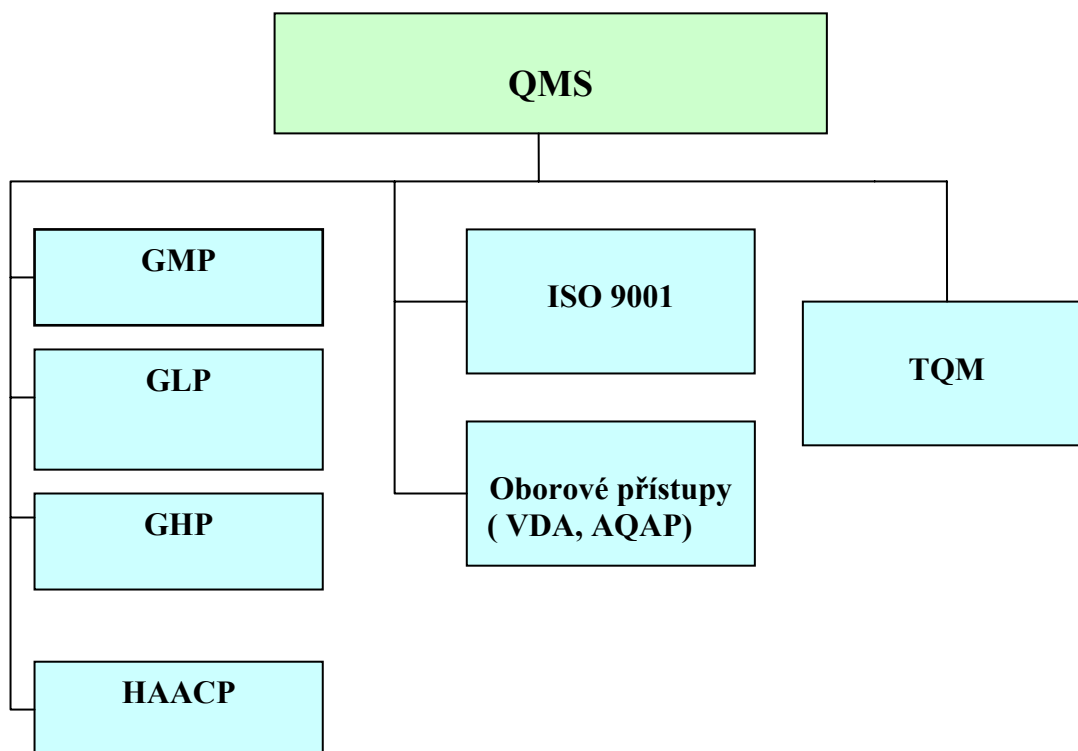 QMS
GMP
GLP
GHP
HAACP
ISO 9001
Oborové přístupy
( VDA, AQAP)
TQM